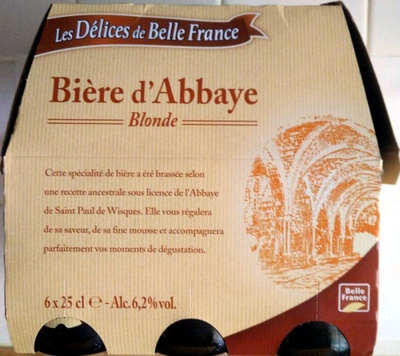 Les Délices de Belle France
Bière d'Abbaye
Blonde
Cette spécialité de bière a été brassée selon
une recette ancestrale sous licence de l'Abbaye
de Saint Paul de Wisques. Elle vous régalera
de sa saveur, de sa fine mousse et accompagnera
parfaitement vos moments de dégustation.
6 x 25 cl ℮ - Alc. 6,2% vol.
Belle
France